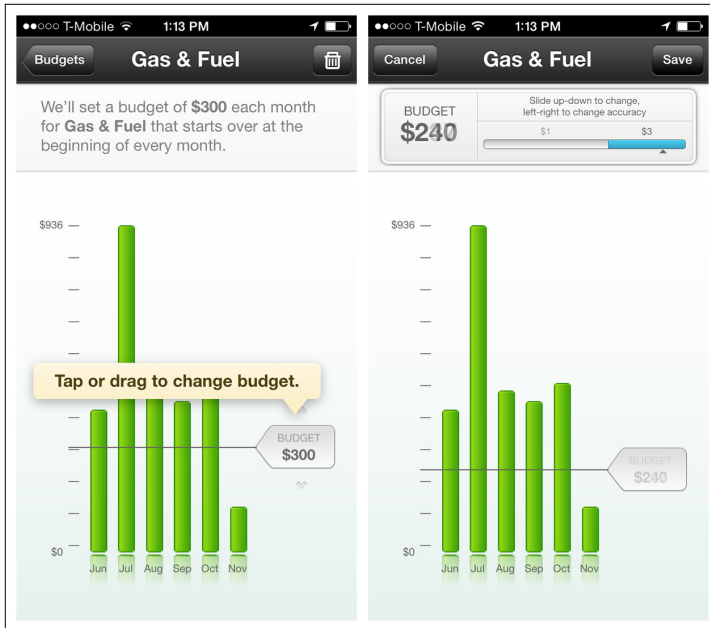 T-Mobile 1:13 PM
Budgets Gas & Fuel
We'll set a budget of $300 each month
for Gas & Fuel that starts over at the
beginning of every month.
$936
Tap or drag to change budget.
BUDGET
$300
$0
Jun Jul Aug Sep Oct Nov
T-Mobile 1:13 PM
Cancel Gas & Fuel Save
BUDGET
$240
Slide up-down to change,
left-right to change accuracy
$1 $3
$936
BUDGET
$240
$0
Jun Jul Aug Sep Oct Nov